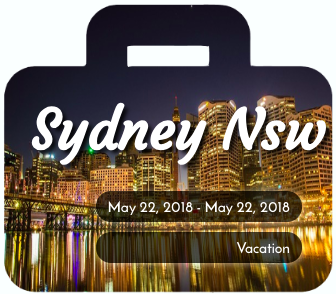 Sydney Nsw
May 22, 2018 - May 22, 2018
Vacation